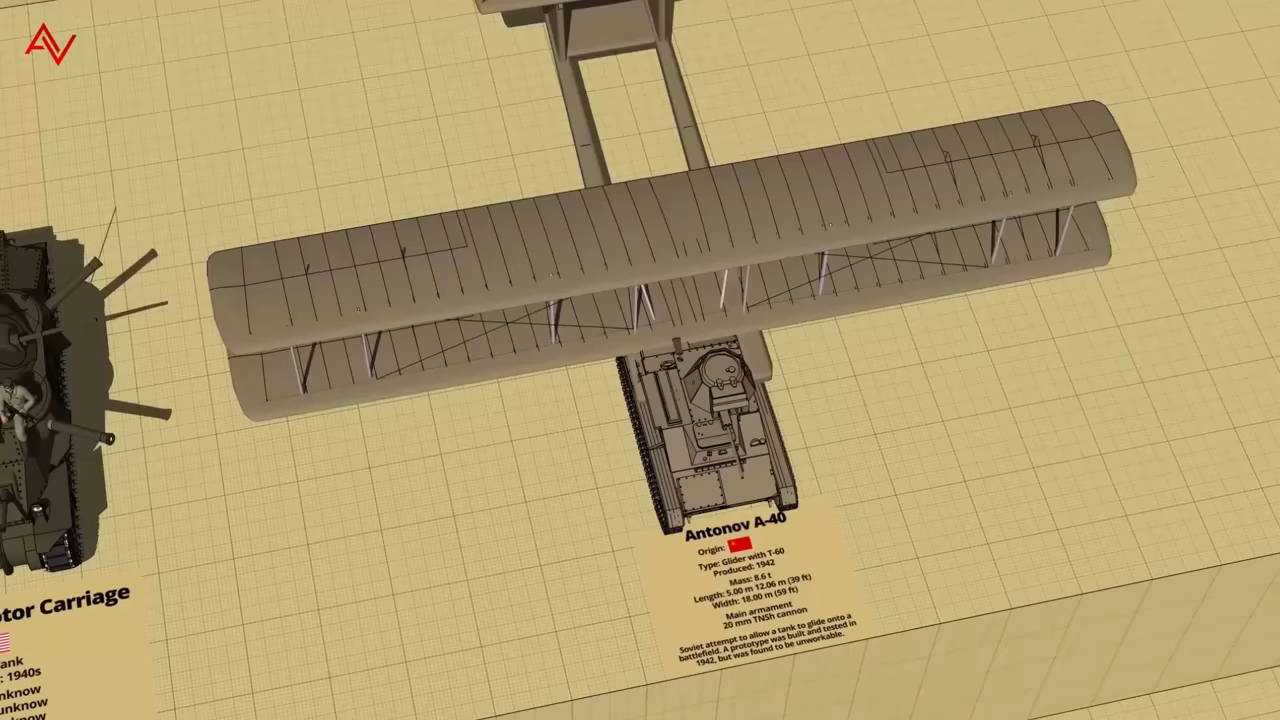 AV
otor Carriage
ank
: 1940s
nknow
unknow
know
Antonov A-40
Origin:
Type: Glider with T-60
Produced: 1942
Mass: 8.6 t
Length: 5.00 m 12.06 m (39 ft)
Width: 18.00 m (59 ft)
Main armament
20 mm TNSh cannon
Soviet attempt to allow a tank to glide onto a
battlefield. A prototype was built and tested in
1942, but was found to be unworkable.